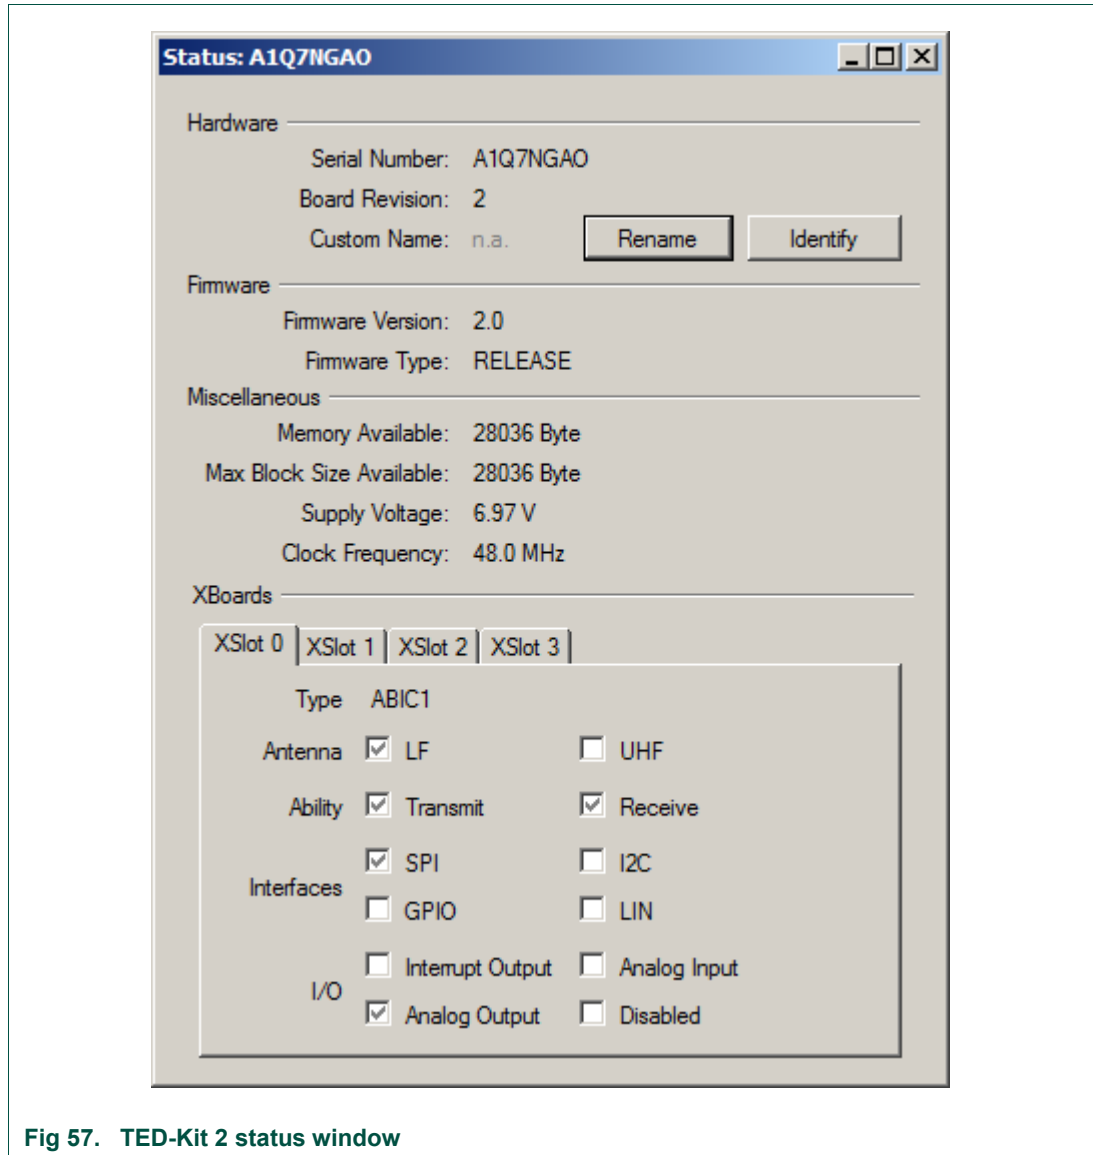 Status: A1Q7NGAO
Hardware
Serial Number: A1Q7NGAO
Board Revision: 2
Custom Name: n.a. Rename Identify
Firmware
Firmware Version: 2.0
Firmware Type: RELEASE
Miscellaneous
Memory Available: 28036 Byte
Max Block Size Available: 28036 Byte
Supply Voltage: 6.97 V
Clock Frequency: 48.0 MHz
XBoards
XSlot 0 XSlot 1 XSlot 2 XSlot 3
Type ABIC1
Antenna LF UHF
Ability Transmit Receive
SPI I2C
Interfaces
GPIO LIN
Interrupt Output Analog Input
I/O
Analog Output Disabled
Fig 57. TED-Kit 2 status window